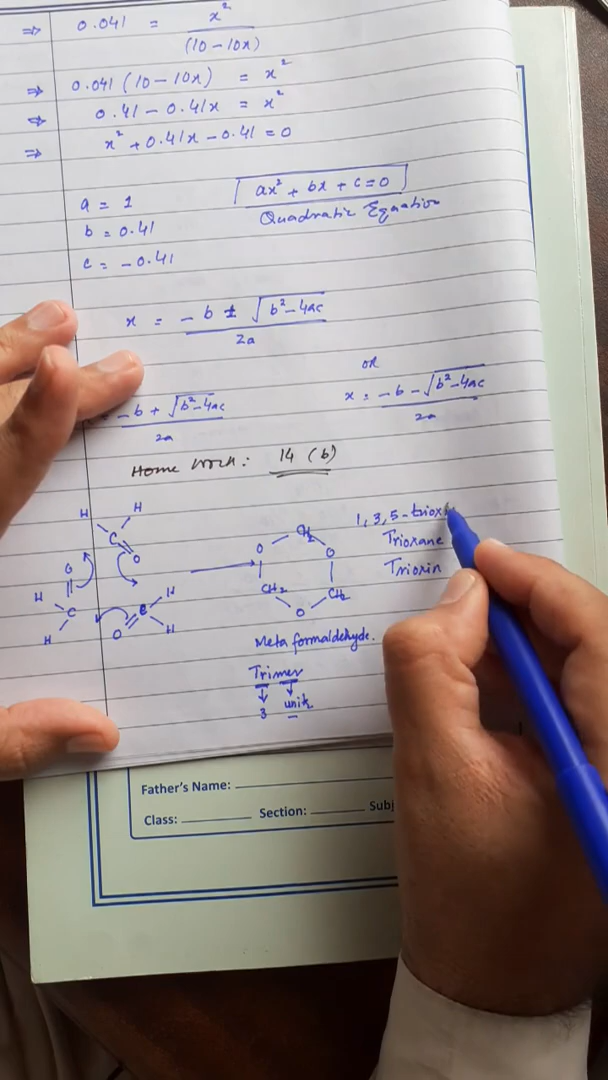 ⇒ 0.041 = x² / (10-10x)
⇒ 0.041 (10-10x) = x²
⇒ 0.41 - 0.41x = x²
⇒ x² + 0.41x - 0.41 = 0
a = 1
ax² + bx + c = 0
b = 0.41
Quadratic Equation
c = -0.41
x = -b ± √b²-4ac / 2a
OR
= -b + √b²-4ac / 2a
x = -b - √b²-4ac / 2a
Home Work: 14 (b)
H H
C
O
O
H C
H
H
C
O H
O CH₂ O
CH₂ CH₂
O
1,3,5-triox
Trioxane
Trioxin
Meta formaldehyde.
Trimer
3 units
Father's Name:
Class: Section: Subj